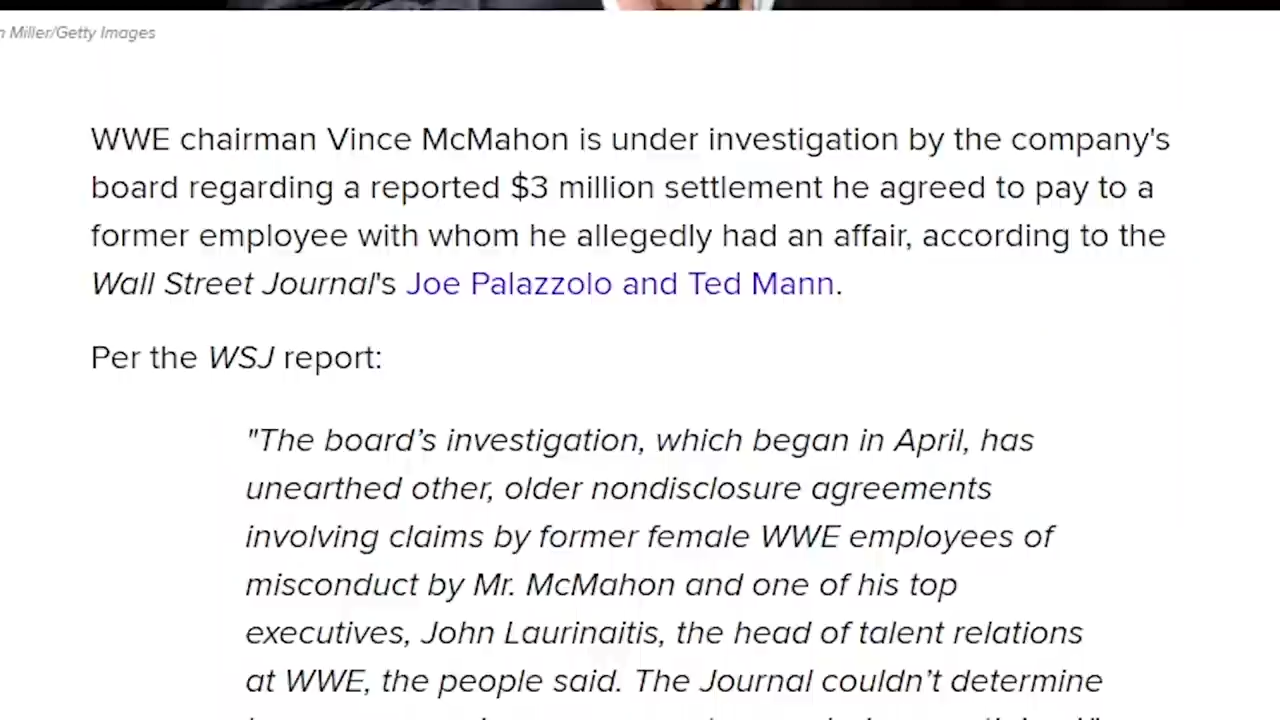 Miller/Getty Images
WWE chairman Vince McMahon is under investigation by the company's
board regarding a reported $3 million settlement he agreed to pay to a
former employee with whom he allegedly had an affair, according to the
Wall Street Journal's Joe Palazzolo and Ted Mann.
Per the WSJ report:
"The board’s investigation, which began in April, has
unearthed other, older nondisclosure agreements
involving claims by former female WWE employees of
misconduct by Mr. McMahon and one of his top
executives, John Laurinaitis, the head of talent relations
at WWE, the people said. The Journal couldn’t determine